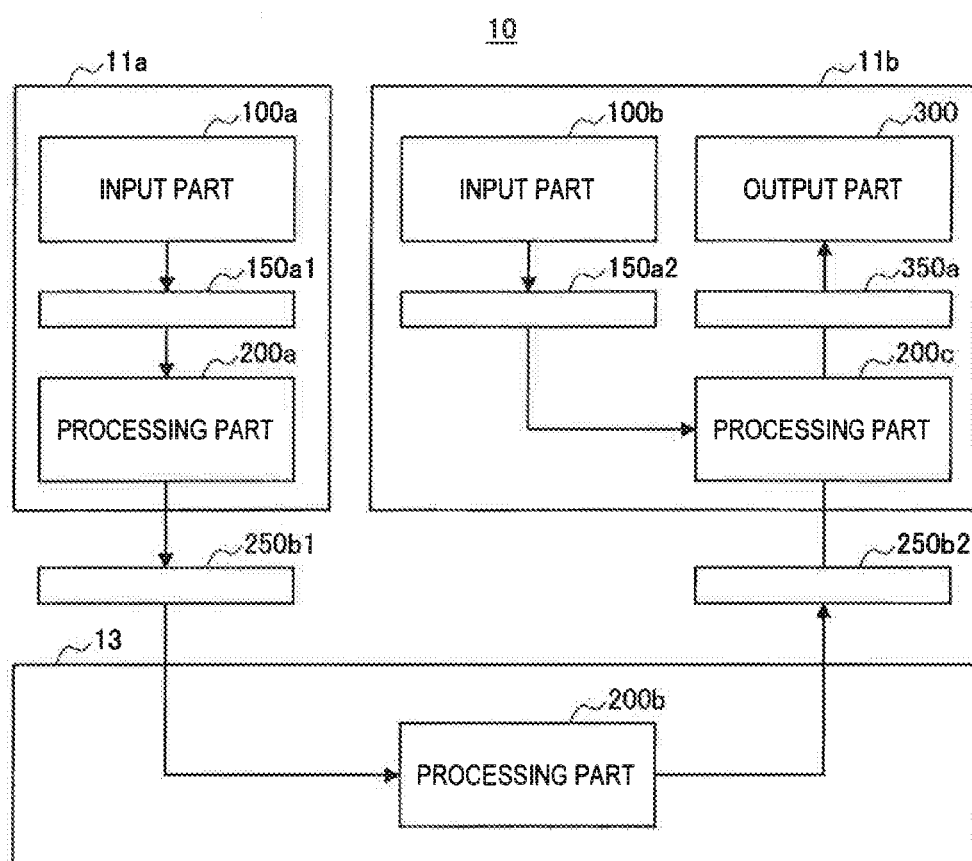 10
11a
11b
100a
100b
300
INPUT PART
INPUT PART
OUTPUT PART
150a1
150a2
350a
200a
200c
PROCESSING PART
PROCESSING PART
250b1
250b2
13
200b
PROCESSING PART